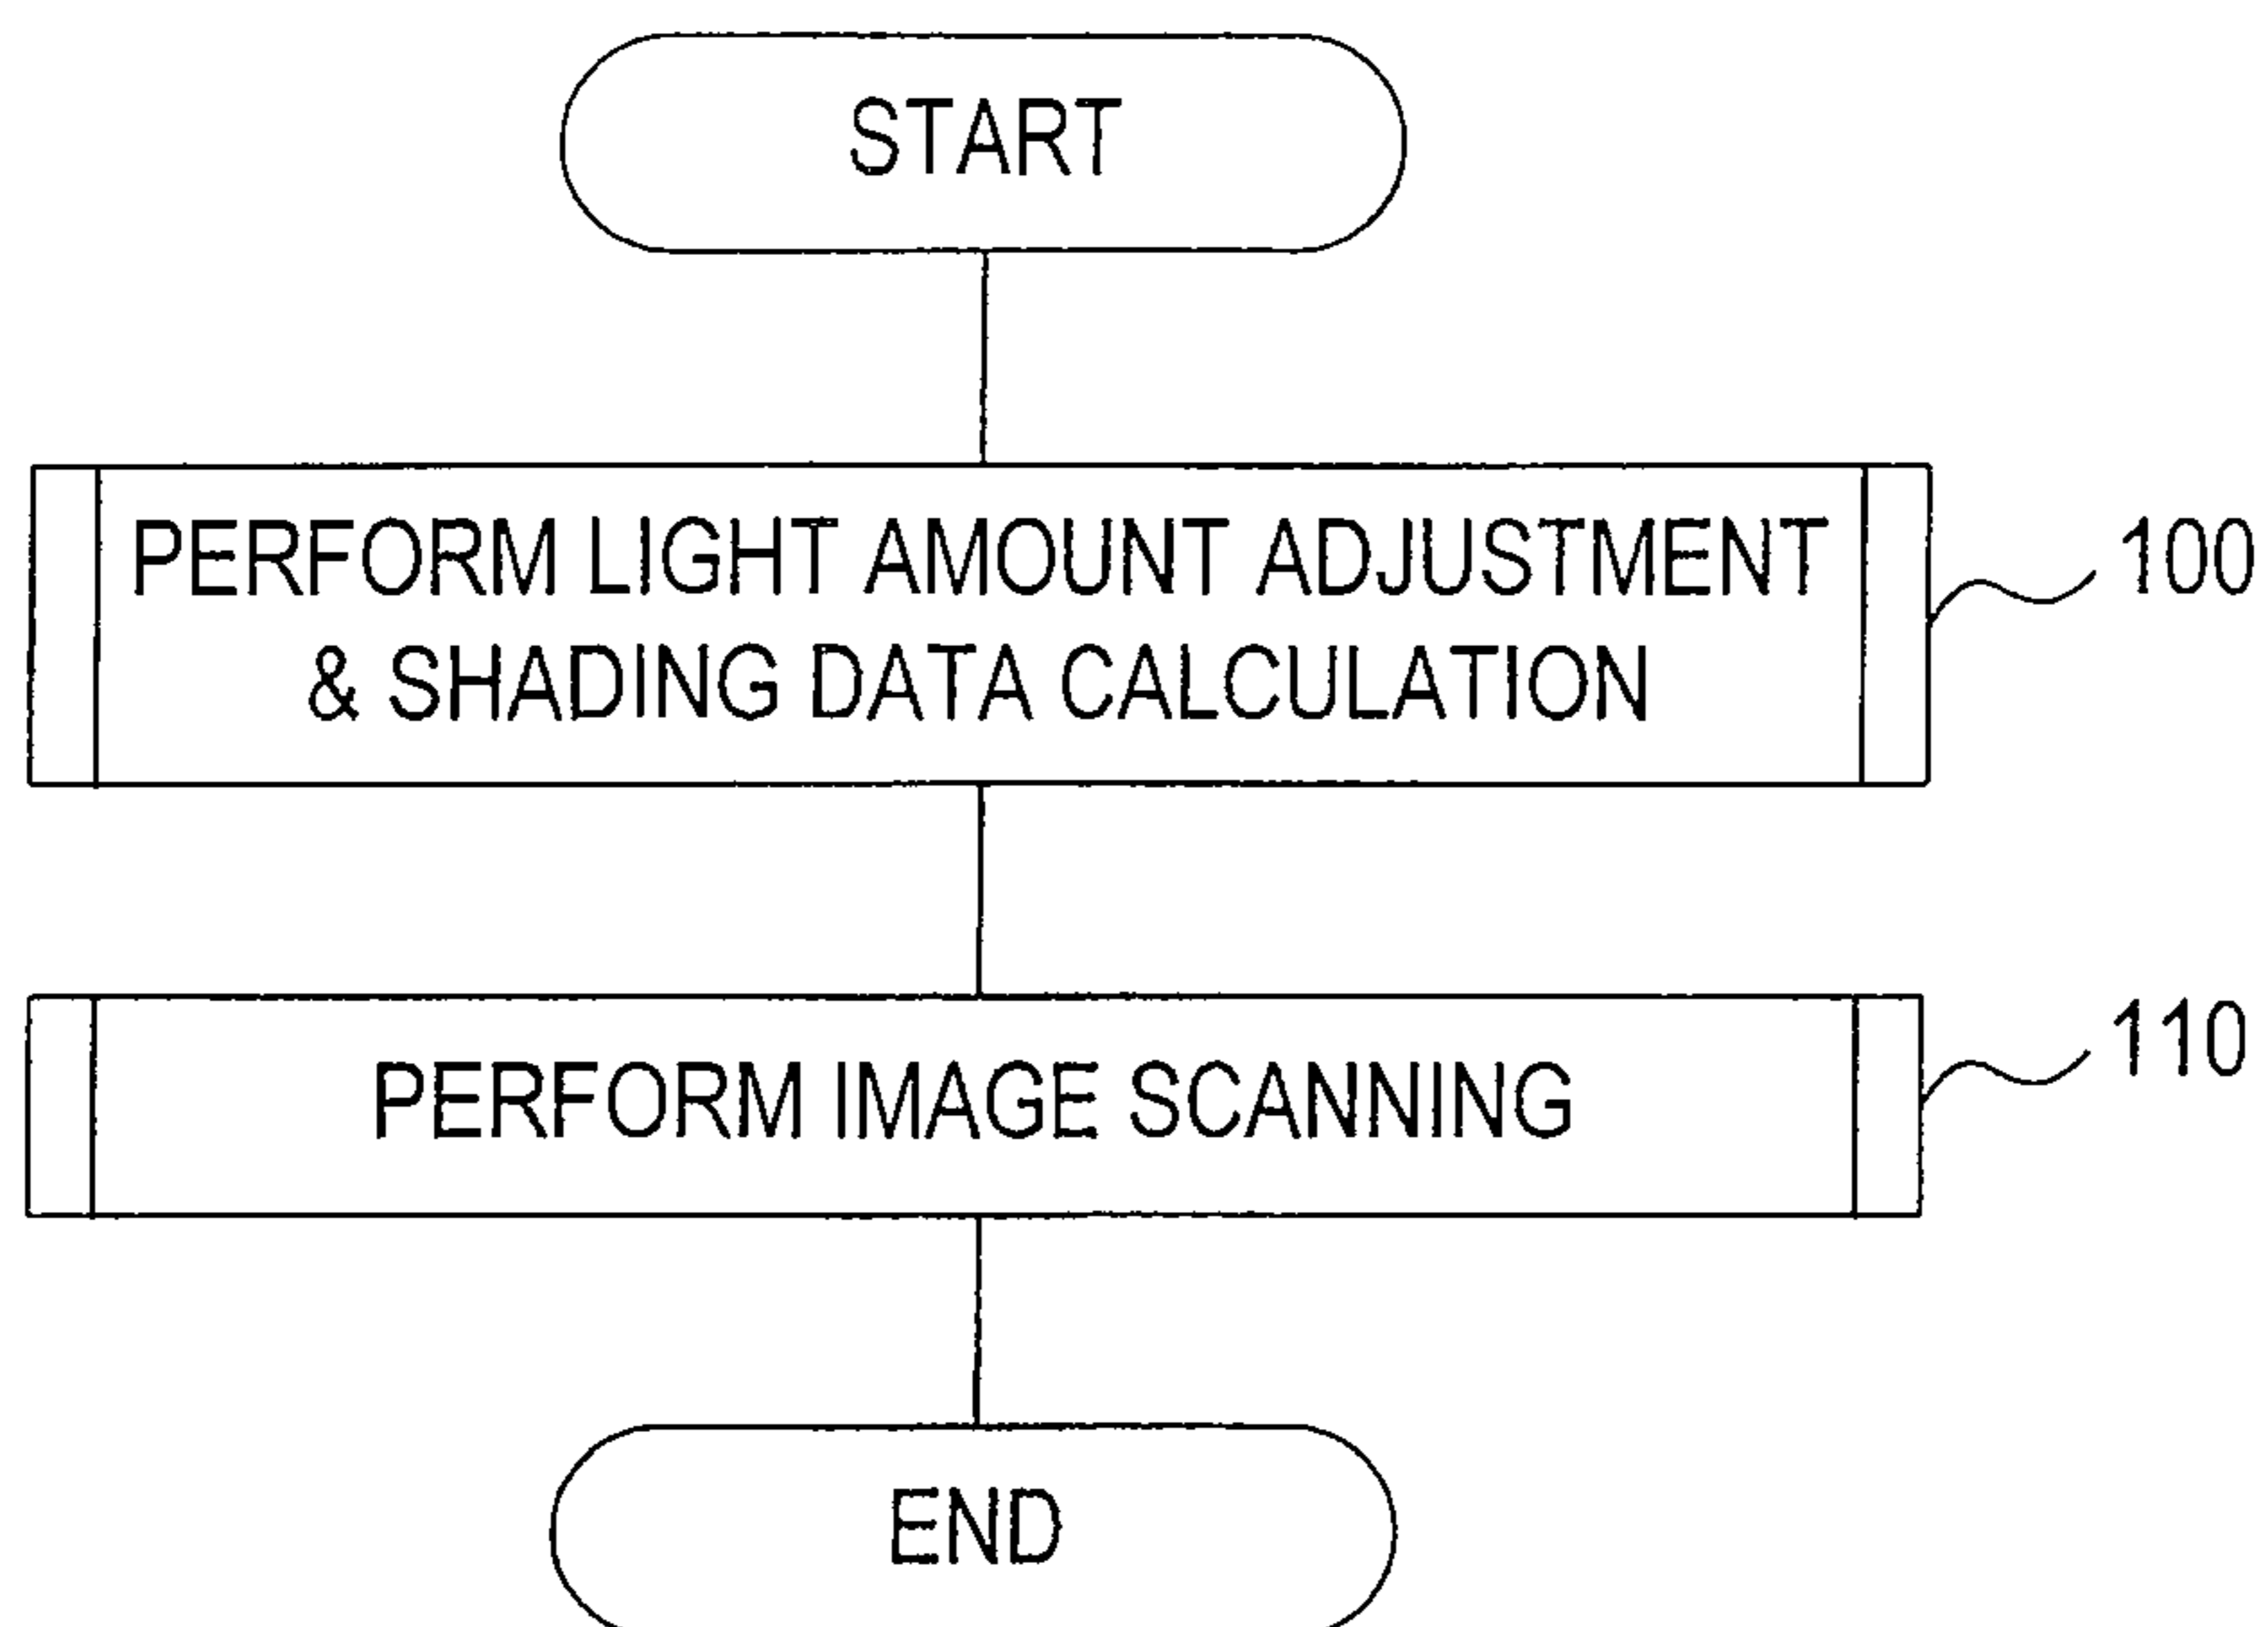 START
PERFORM LIGHT AMOUNT ADJUSTMENT
& SHADING DATA CALCULATION
100
PERFORM IMAGE SCANNING
110
END